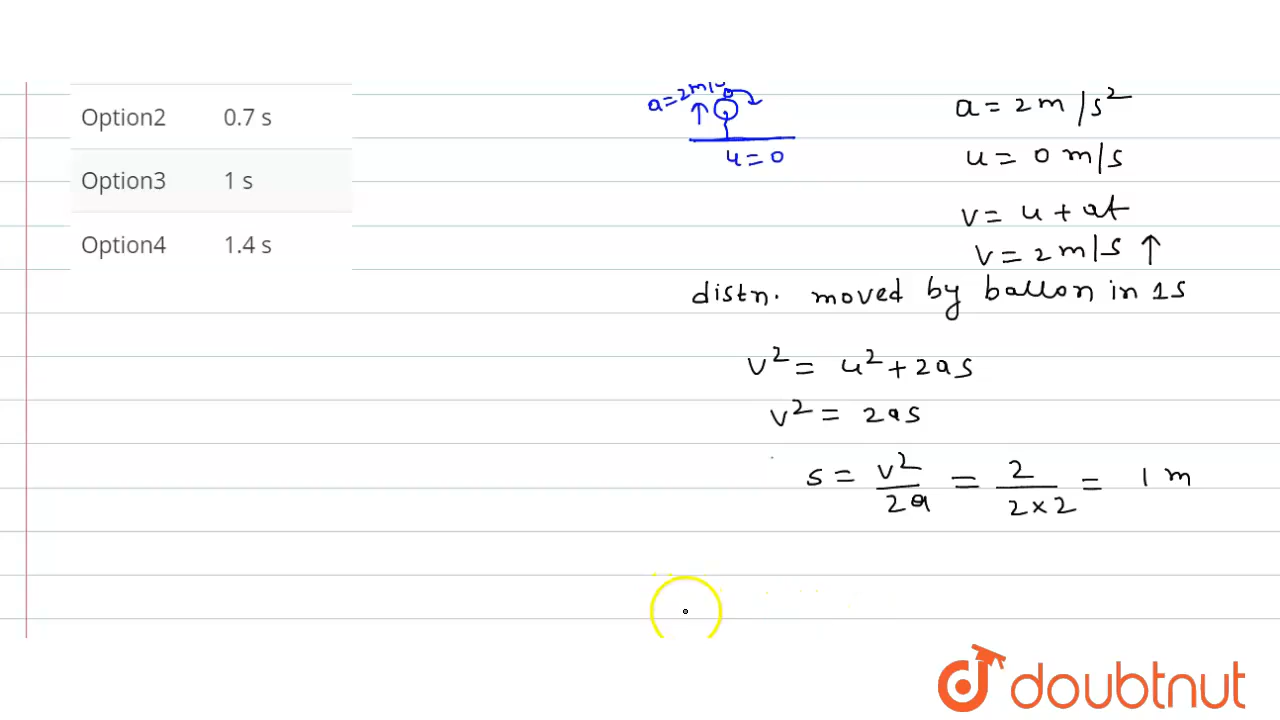 Option2 0.7 s
Option3 1 s
Option4 1.4 s
a=2m/s
u=0
a = 2 m/s²
u = 0 m/s
v = u + at
v = 2 m/s ↑
distn. moved by ballon in 1s
v² = u² + 2as
v² = 2as
s = v²/2a = 2/2×2 = 1 m
doubtnut